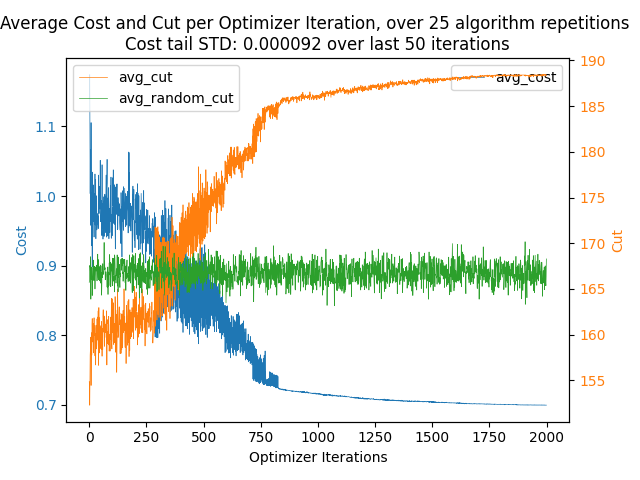 Average Cost and Cut per Optimizer Iteration, over 25 algorithm repetitions
Cost tail STD: 0.000092 over last 50 iterations
avg_cut
avg_random_cut
avg_cost
Cost
1.1
1.0
0.9
0.8
0.7
190
185
180
175
170
165
160
155
Cut
0
250
500
750
1000
1250
1500
1750
2000
Optimizer Iterations